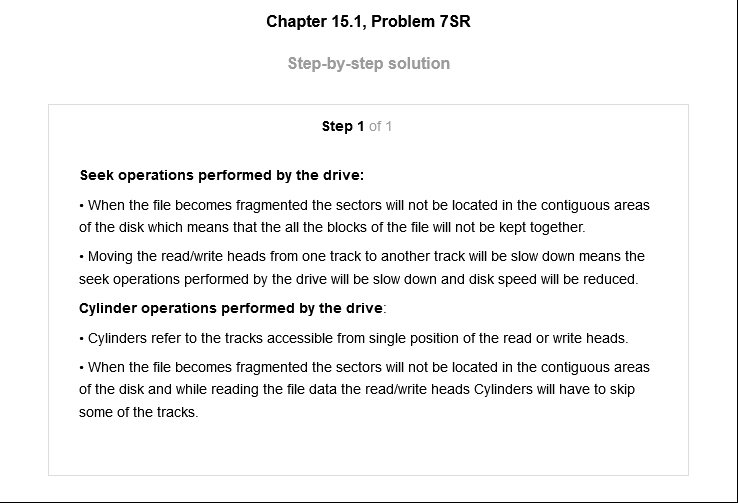 Chapter 15.1, Problem 7SR
Step-by-step solution
Step 1 of 1
Seek operations performed by the drive:
• When the file becomes fragmented the sectors will not be located in the contiguous areas
of the disk which means that the all the blocks of the file will not be kept together.
• Moving the read/write heads from one track to another track will be slow down means the
seek operations performed by the drive will be slow down and disk speed will be reduced.
Cylinder operations performed by the drive:
• Cylinders refer to the tracks accessible from single position of the read or write heads.
• When the file becomes fragmented the sectors will not be located in the contiguous areas
of the disk and while reading the file data the read/write heads Cylinders will have to skip
some of the tracks.